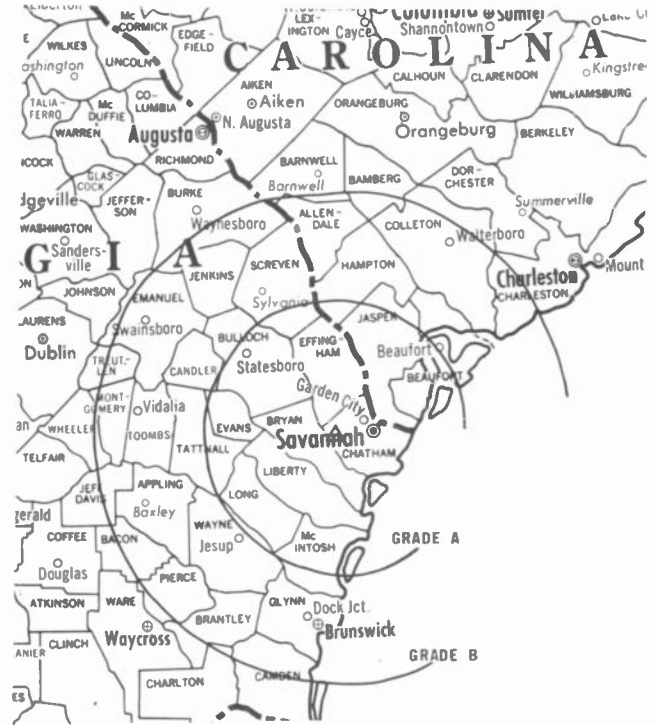 Mc CORMICK
LEX-
INGTON
Cayce
Columbia
Sumter
Shannontown
WILKES
EDGE-
FIELD
LINCOLN
CAROLINA
CALHOUN
CLARENDON
Kingstre
WILLIAMSBURG
AIKEN
Aiken
ORANGEBURG
TALIA-
FERRO
Mc
DUFFIE
CO-
LUMBIA
N. Augusta
WARREN
Augusta
Orangeburg
BERKELEY
RICHMOND
BARNWELL
NCOCK
GLAS-
COCK
Barnwell
BAMBERG
DOR-
CHESTER
BURKE
JEFFER-
SON
Summerville
Waynesboro
ALLEN-
DALE
COLLETON
WASHINGTON
Sanders-
ville
Walterboro
G I A
SCREVEN
HAMPTON
Charleston
Mount
JENKINS
CHARLESTON
JOHNSON
EMANUEL
Sylvania
LAURENS
Swainsboro
JASPER
BULLOCH
EFFING-
HAM
Dublin
Statesboro
Beaufort
TREUT-
LEN
CANDLER
BEAUFORT
Garden City
MONT-
GOMERY
Vidalia
EVANS
BRYAN
WHEELER
TOOMBS
Savannah
TATTNALL
CHATHAM
TELFAIR
LIBERTY
JEFF
DAVIS
APPLING
LONG
Baxley
zgerald
WAYNE
Mc
INTOSH
COFFEE
BACON
Jesup
GRADE A
Douglas
PIERCE
ATKINSON
WARE
GLYNN
Dock Jct.
BRANTLEY
Waycross
Brunswick
CLINCH
GRADE B
CHARLTON
CAMDEN